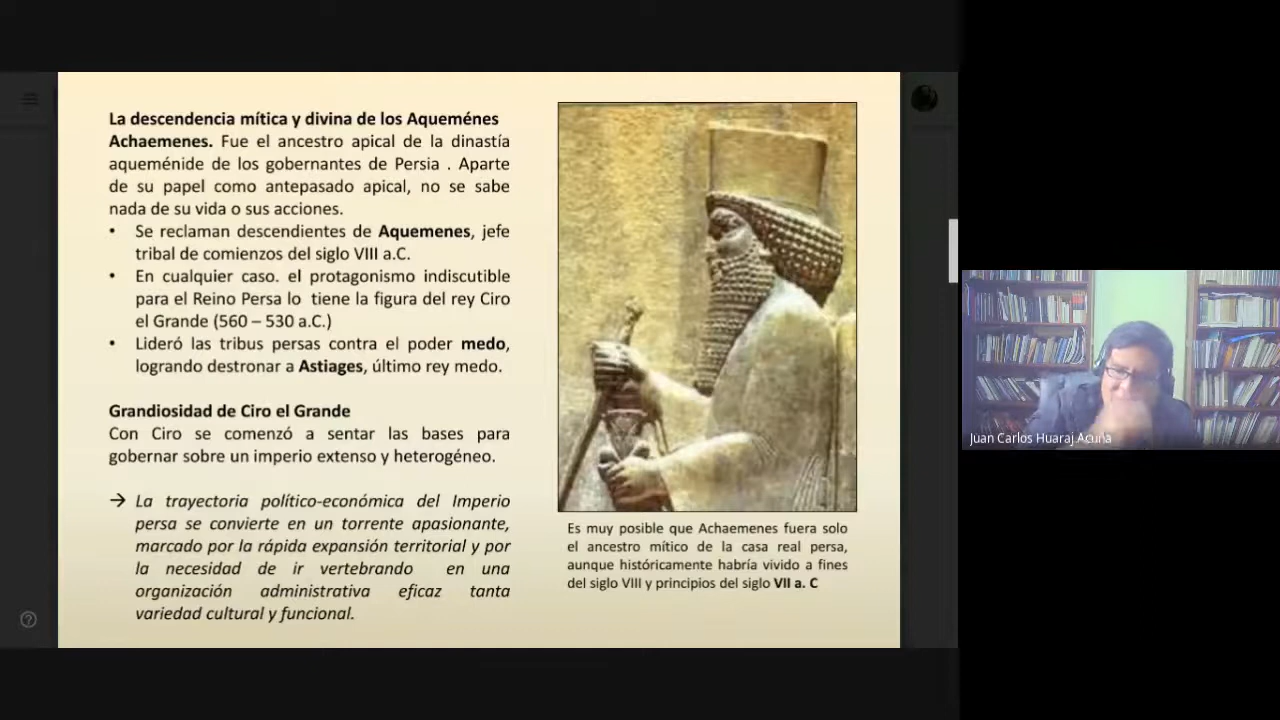 La descendencia mítica y divina de los Aqueménes
Achaemenes. Fue el ancestro apical de la dinastía
aqueménide de los gobernantes de Persia . Aparte
de su papel como antepasado apical, no se sabe
nada de su vida o sus acciones.
• Se reclaman descendientes de Aquemenes, jefe
tribal de comienzos del siglo VIII a.C.
• En cualquier caso. el protagonismo indiscutible
para el Reino Persa lo tiene la figura del rey Ciro
el Grande (560 – 530 a.C.)
• Lideró las tribus persas contra el poder medo,
logrando destronar a Astiages, último rey medo.
Grandiosidad de Ciro el Grande
Con Ciro se comenzó a sentar las bases para
gobernar sobre un imperio extenso y heterogéneo.
→ La trayectoria político-económica del Imperio
persa se convierte en un torrente apasionante,
marcado por la rápida expansión territorial y por
la necesidad de ir vertebrando en una
organización administrativa eficaz tanta
variedad cultural y funcional.
Es muy posible que Achaemenes fuera solo
el ancestro mítico de la casa real persa,
aunque históricamente habría vivido a fines
del siglo VIII y principios del siglo VII a. C
Juan Carlos Huaraj Acuña